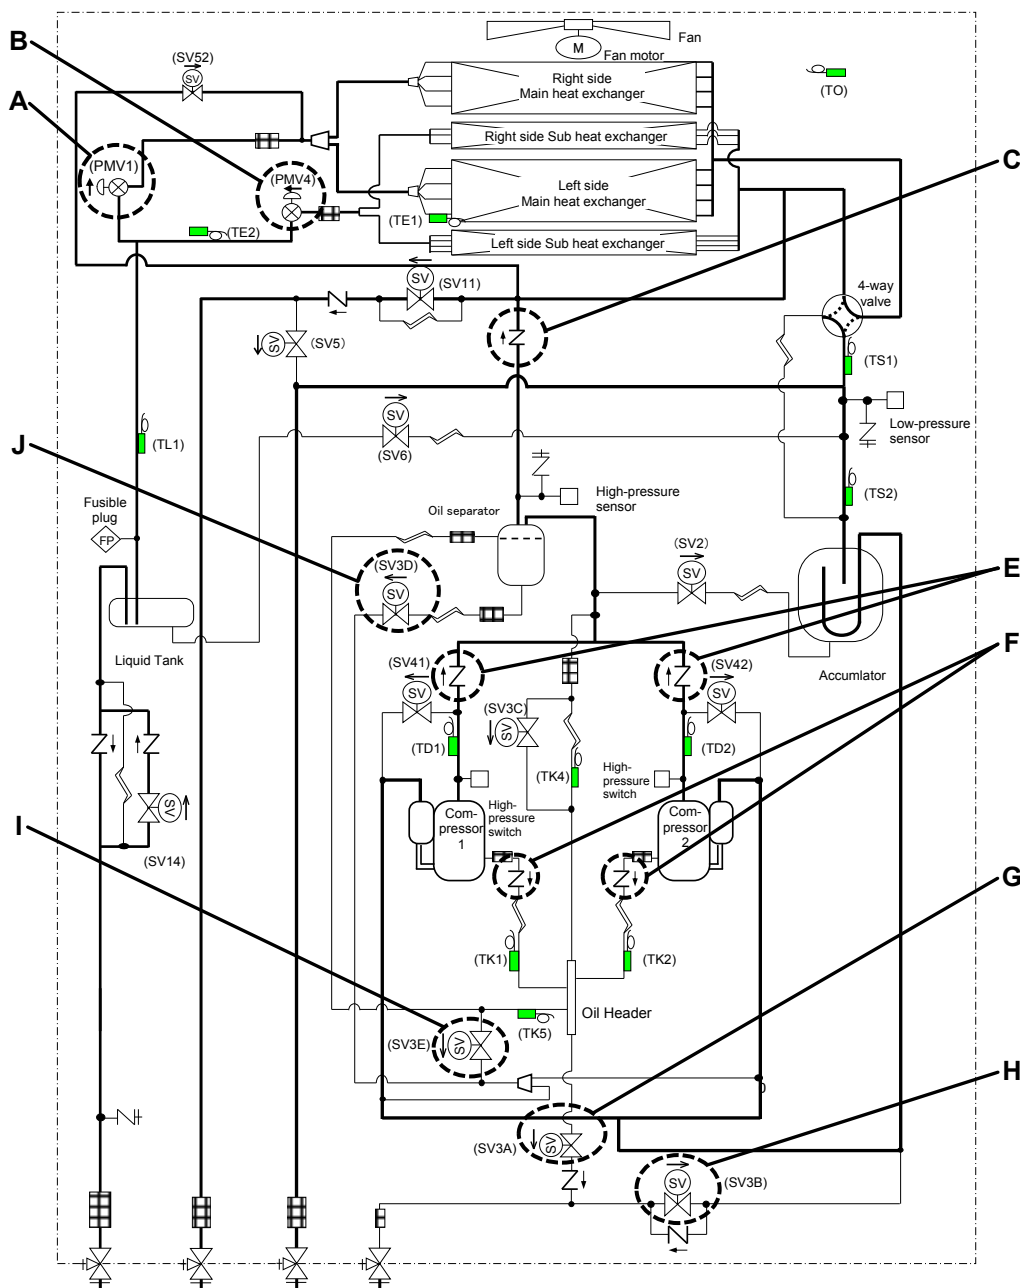 B
(SV52)
SV
Fan
M
Fan motor
Right side
Main heat exchanger
(TO)
A
(PMV1)
Right side Sub heat exchanger
C
(PMV4)
Left side
Main heat exchanger
(TE1)
(TE2)
Left side Sub heat exchanger
SV
(SV11)
4-way
valve
SV
(SV5)
(TS1)
SV
(SV6)
Low-pressure
sensor
J
(TL1)
(TS2)
Fusible
plug
FP
Oil separator
High-pressure
sensor
(SV3D)
SV
(SV2)
SV
E
F
Liquid Tank
(SV41)
SV
(SV42)
SV
Accumlator
(SV3C)
SV
(TD1)
(TD2)
(TK4)
High-
pressure
switch
I
SV
(SV14)
Com-
pressor
1
High-
pressure
switch
Com-
pressor
2
G
(TK1)
(TK2)
Oil Header
(TK5)
(SV3E)
SV
H
(SV3A)
SV
SV
(SV3B)